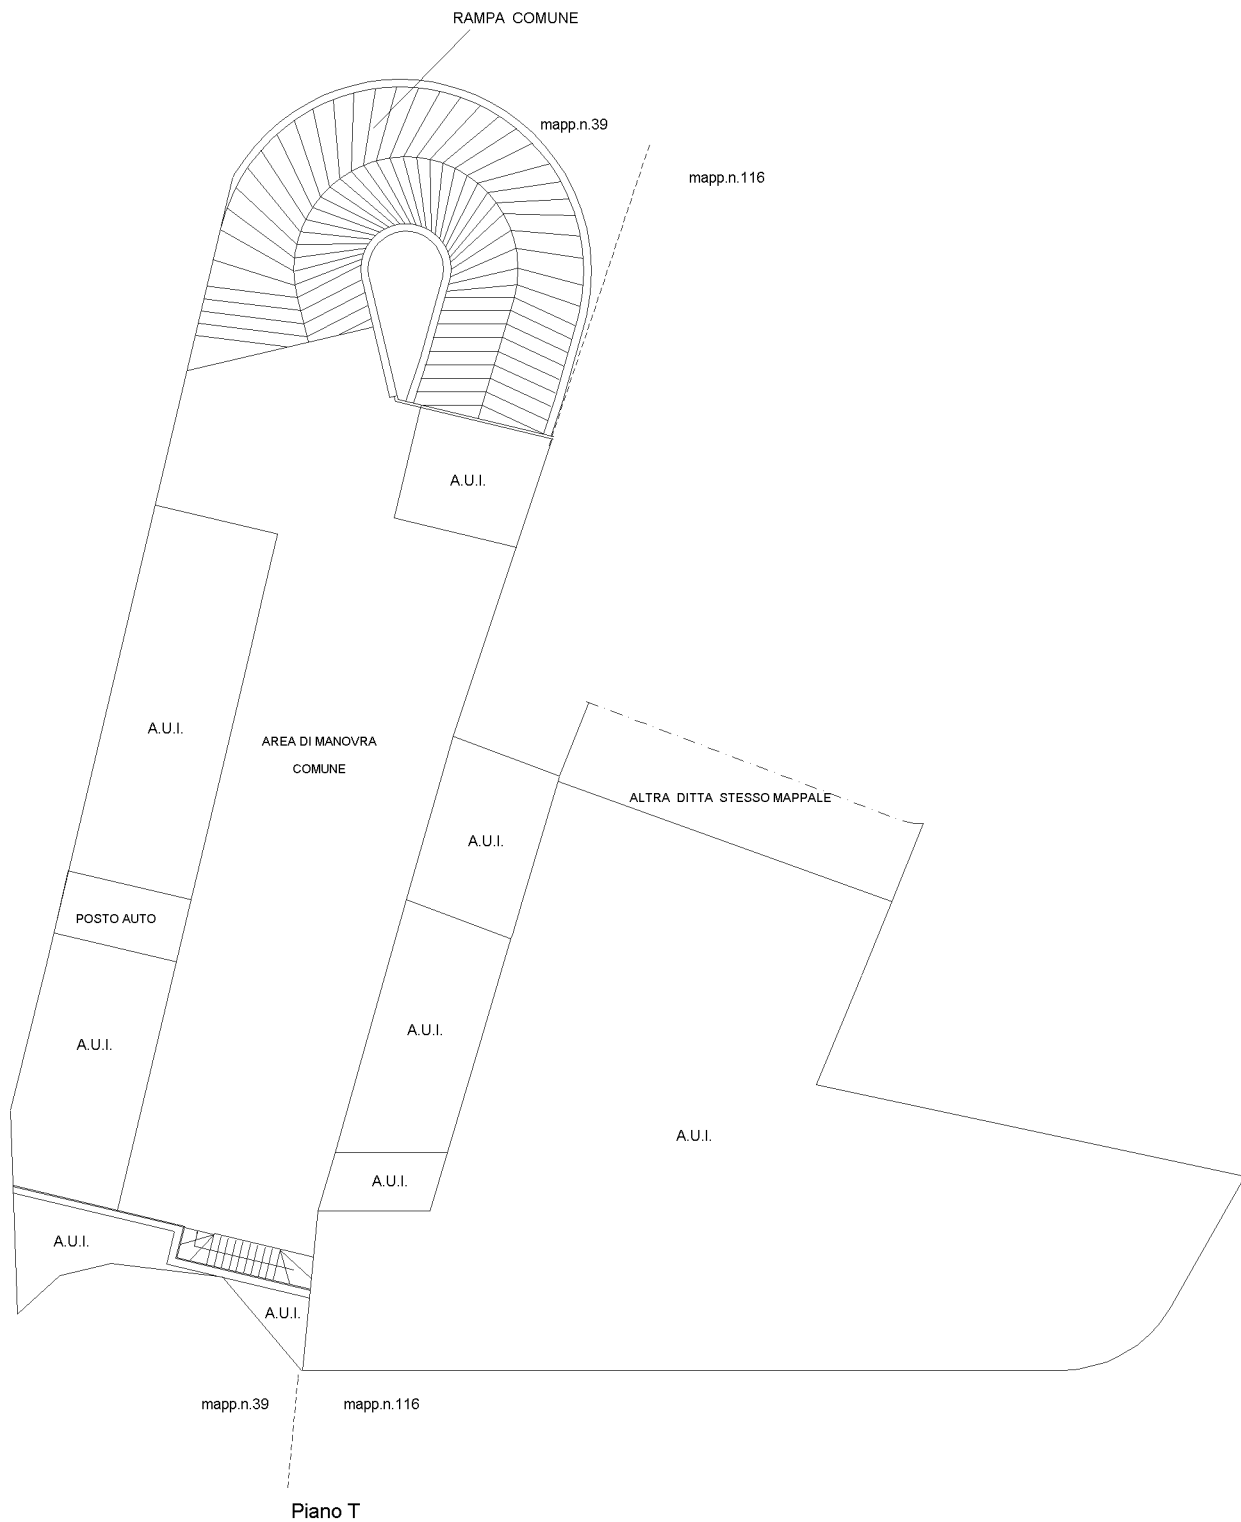 RAMPA COMUNE
mapp.n.39
mapp.n.116
A.U.I.
A.U.I.
AREA DI MANOVRA
COMUNE
ALTRA DITTA STESSO MAPPALE
A.U.I.
POSTO AUTO
A.U.I.
A.U.I.
A.U.I.
A.U.I.
A.U.I.
A.U.I.
mapp.n.39
mapp.n.116
Piano T